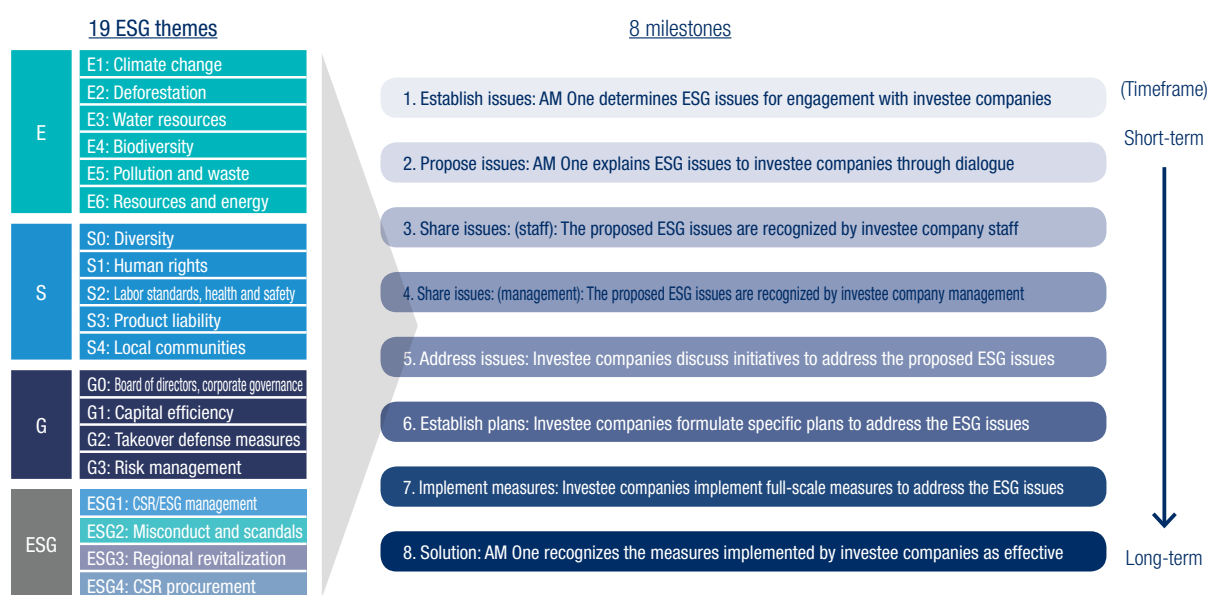 19 ESG themes
E
E1: Climate change
E2: Deforestation
E3: Water resources
E4: Biodiversity
E5: Pollution and waste
E6: Resources and energy
S
S0: Diversity
S1: Human rights
S2: Labor standards, health and safety
S3: Product liability
S4: Local communities
G
G0: Board of directors, corporate governance
G1: Capital efficiency
G2: Takeover defense measures
G3: Risk management
ESG
ESG1: CSR/ESG management
ESG2: Misconduct and scandals
ESG3: Regional revitalization
ESG4: CSR procurement
8 milestones
1. Establish issues: AM One determines ESG issues for engagement with investee companies
2. Propose issues: AM One explains ESG issues to investee companies through dialogue
3. Share issues: (staff): The proposed ESG issues are recognized by investee company staff
4. Share issues: (management): The proposed ESG issues are recognized by investee company management
5. Address issues: Investee companies discuss initiatives to address the proposed ESG issues
6. Establish plans: Investee companies formulate specific plans to address the ESG issues
7. Implement measures: Investee companies implement full-scale measures to address the ESG issues
8. Solution: AM One recognizes the measures implemented by investee companies as effective
(Timeframe)
Short-term
Long-term